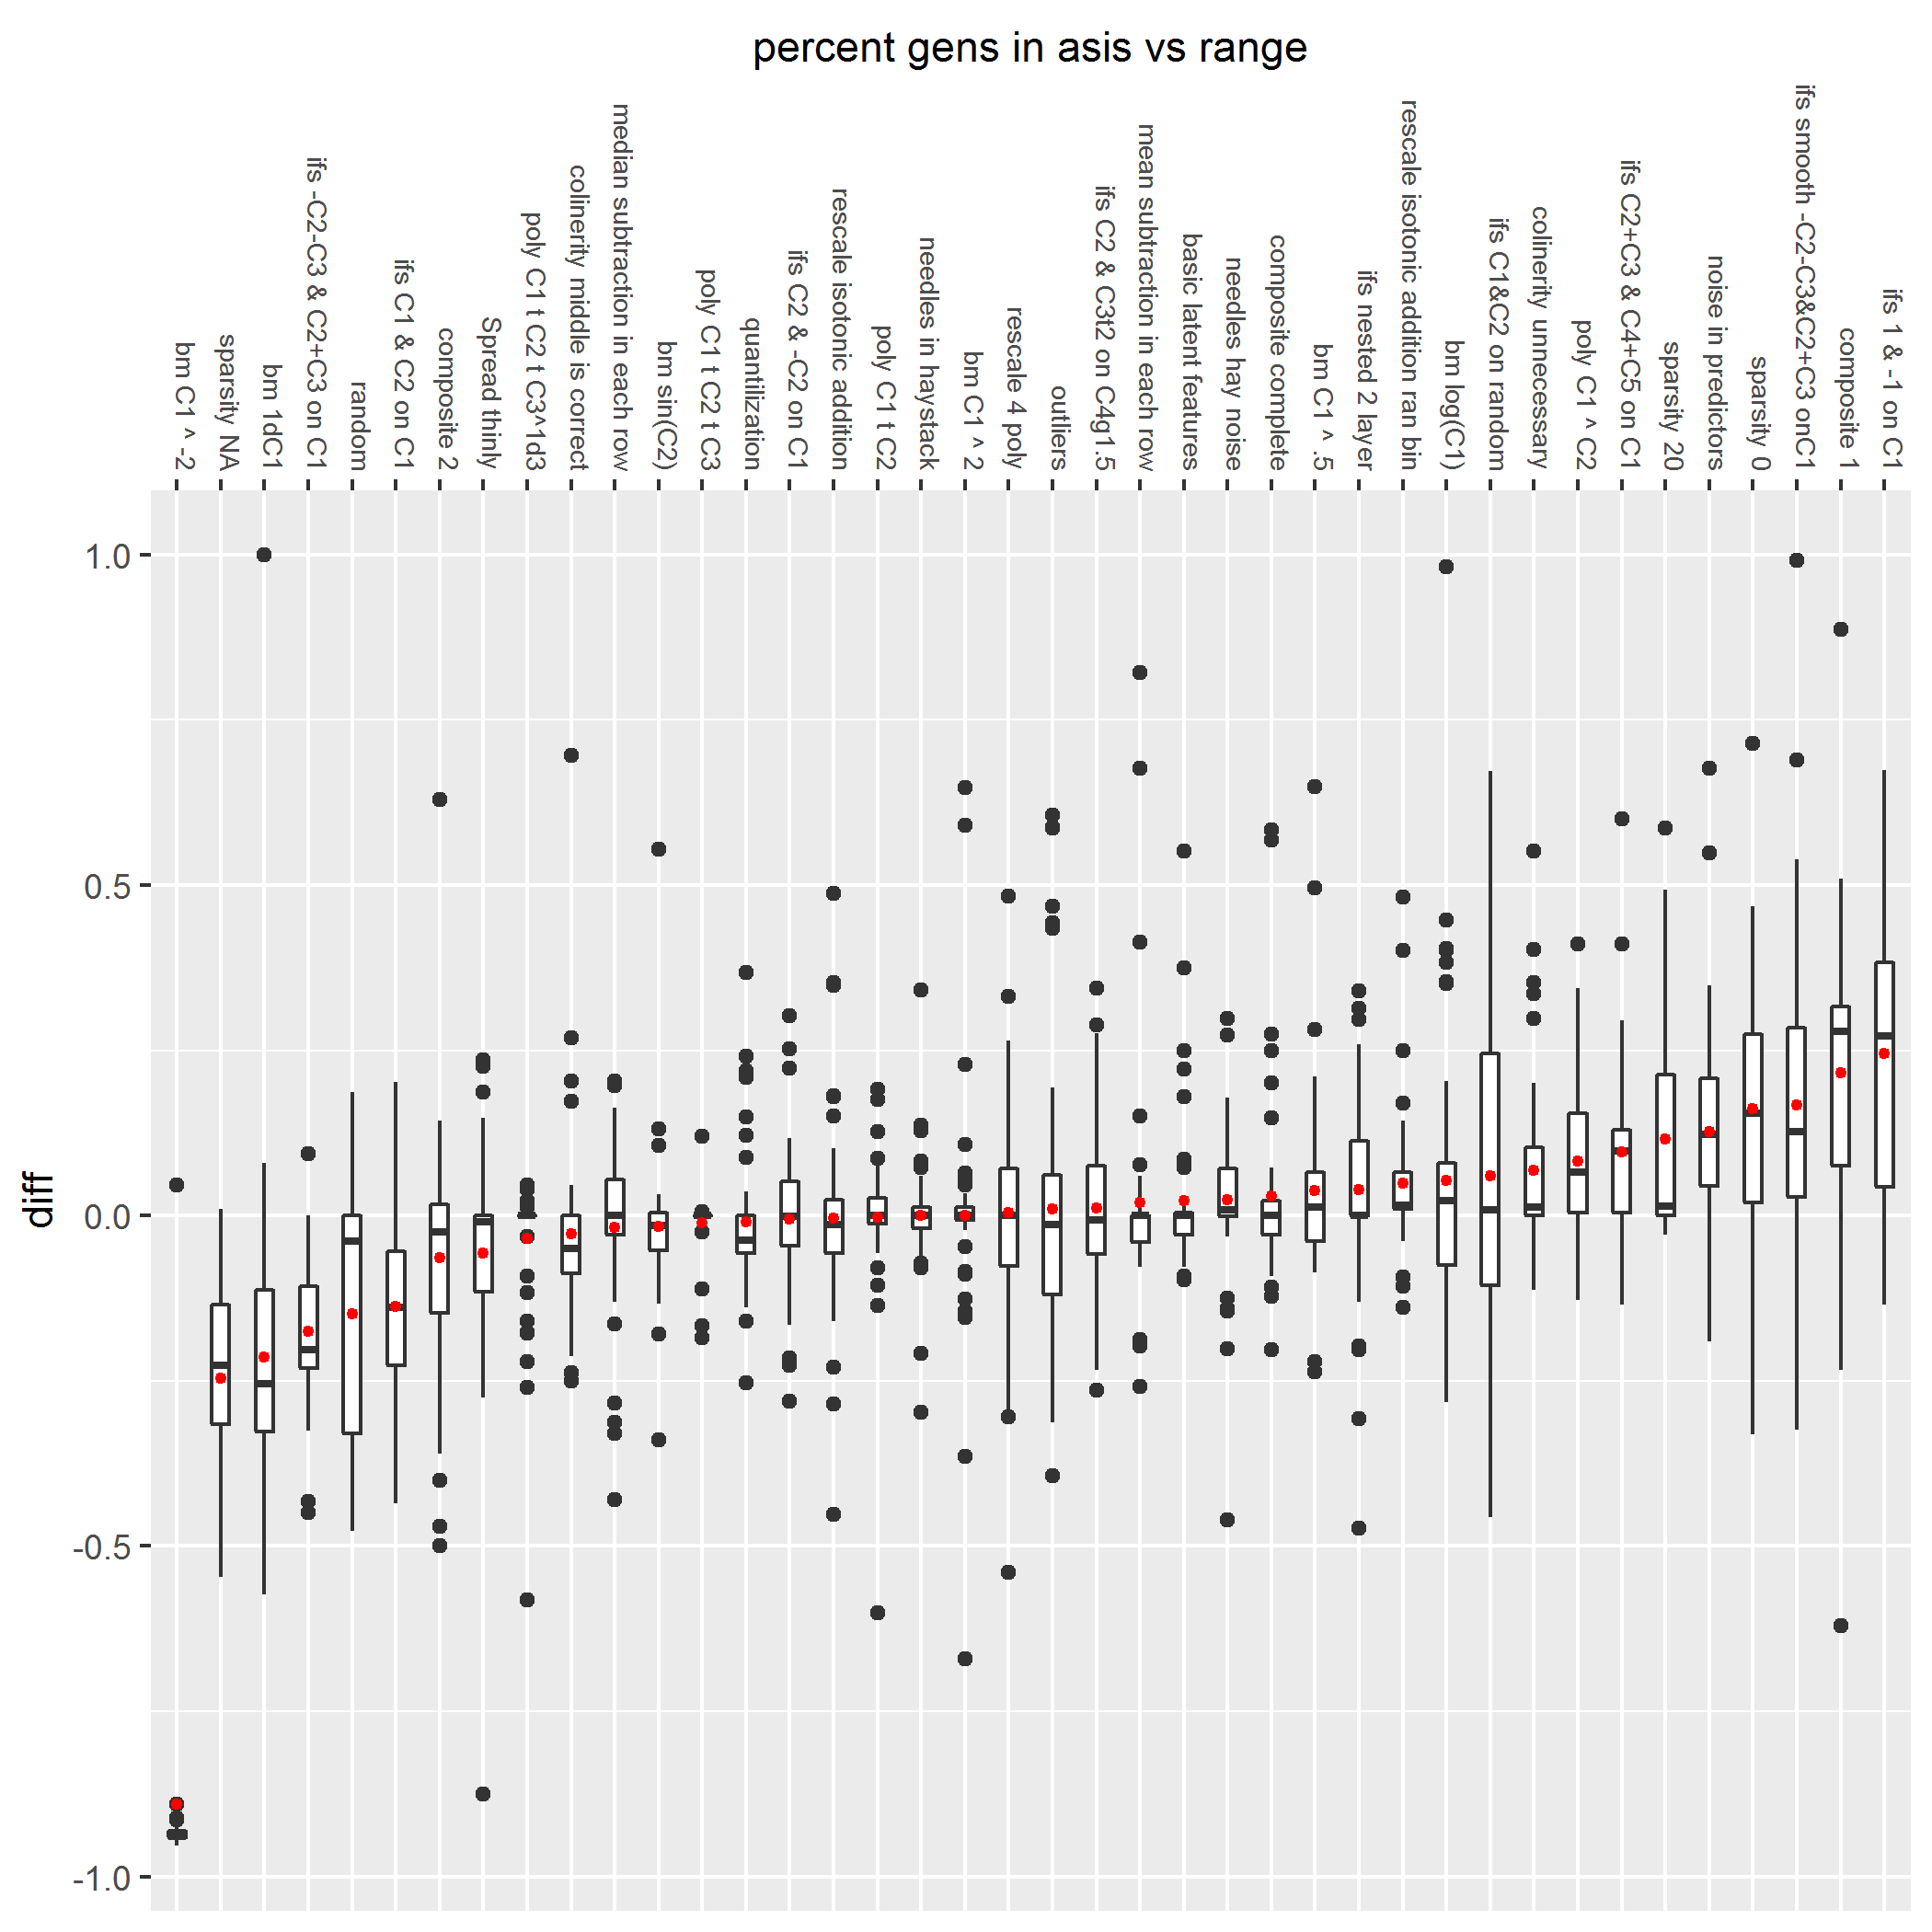 percent gens in asis vs range
bm C1 ^ -2
sparsity NA
bm 1dC1
ifs -C2-C3 & C2+C3 on C1
random
ifs C1 & C2 on C1
composite 2
Spread thinly
poly C1 t C2 t C3^1d3
colinerity middle is correct
median subtraction in each row
bm sin(C2)
poly C1 t C2 t C3
quantilization
ifs C2 & -C2 on C1
rescale isotonic addition
poly C1 t C2
needles in haystack
bm C1 ^ 2
rescale 4 poly
outliers
ifs C2 & C3t2 on C4g1.5
mean subtraction in each row
basic latent features
needles hay noise
composite complete
bm C1 ^ .5
ifs nested 2 layer
rescale isotonic addition ran bin
bm log(C1)
ifs C1&C2 on random
colinerity unnecessary
poly C1 ^ C2
ifs C2+C3 & C4+C5 on C1
sparsity 20
noise in predictors
sparsity 0
ifs smooth -C2-C3&C2+C3 onC1
composite 1
ifs 1 & -1 on C1
1.0
0.5
0.0
-0.5
-1.0
diff